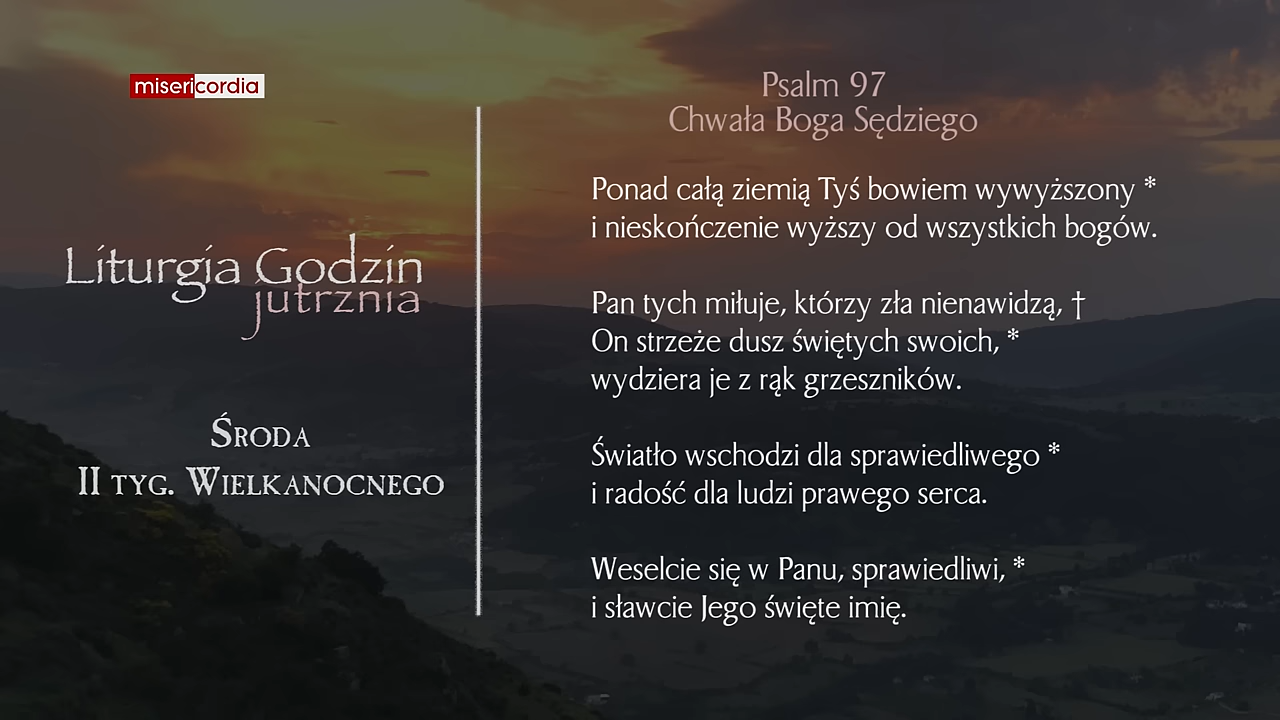 misericordia
Liturgia Godzin
jutrznia
Środa
II tyg. Wielkanocnego
Psalm 97
Chwała Boga Sędziego
Ponad całą ziemią Tyś bowiem wywyższony *
i nieskończenie wyższy od wszystkich bogów.
Pan tych miłuje, którzy zła nienawidzą, †
On strzeże dusz świętych swoich, *
wydziera je z rąk grzeszników.
Światło wschodzi dla sprawiedliwego *
i radość dla ludzi prawego serca.
Weselcie się w Panu, sprawiedliwi, *
i sławcie Jego święte imię.